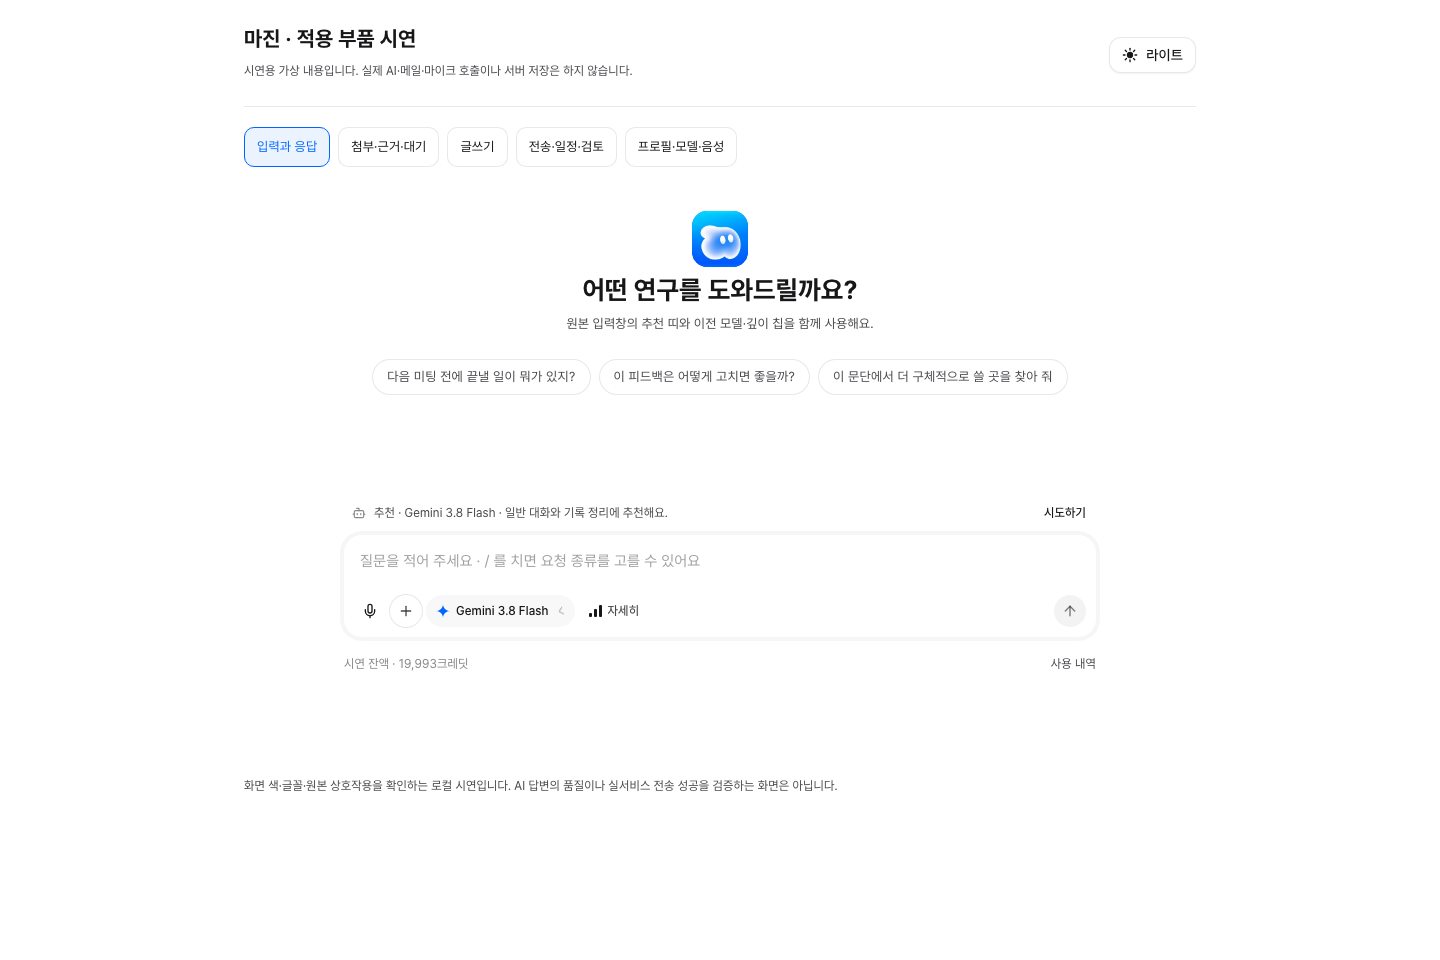 마진 · 적용 부품 시연
시연용 가상 내용입니다. 실제 AI·메일·마이크 호출이나 서버 저장은 하지 않습니다.
라이트
입력과 응답
첨부·근거·대기
글쓰기
전송·일정·검토
프로필·모델·음성
어떤 연구를 도와드릴까요?
원본 입력창의 추천 띠와 이전 모델·깊이 칩을 함께 사용해요.
다음 미팅 전에 끝낼 일이 뭐가 있지?
이 피드백은 어떻게 고치면 좋을까?
이 문단에서 더 구체적으로 쓸 곳을 찾아 줘
추천 · Gemini 3.8 Flash · 일반 대화와 기록 정리에 추천해요.
시도하기
질문을 적어 주세요 · / 를 치면 요청 종류를 고를 수 있어요
Gemini 3.8 Flash
자세히
시연 잔액 · 19,993크레딧
사용 내역
화면 색·글꼴·원본 상호작용을 확인하는 로컬 시연입니다. AI 답변의 품질이나 실서비스 전송 성공을 검증하는 화면은 아닙니다.